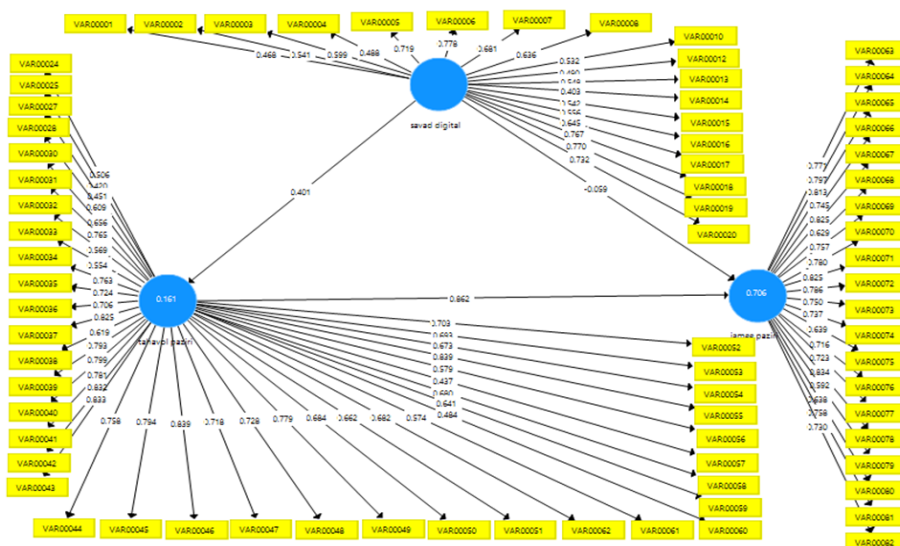 VAR00001 VAR00002 VAR00003 VAR00004 VAR00005 VAR00006 VAR00007 VAR00008
0.468 0.541 0.599 0.488 0.719 0.778 0.681 0.636
VAR00010
VAR00012
VAR00013
VAR00014
VAR00015
VAR00016
VAR00017
VAR00018
VAR00019
VAR00020
0.532
0.403
0.645
0.767
0.770
0.732
savad digital
0.401
-0.059
VAR00024
VAR00025
VAR00027
VAR00028
VAR00030
VAR00031
VAR00032
VAR00033
VAR00034
VAR00035
VAR00036
VAR00037
VAR00038
VAR00039
VAR00040
VAR00041
VAR00042
VAR00043
0.506
0.451
0.609
0.656
0.765
0.569
0.554
0.763
0.724
0.706
0.825
0.619
0.793
0.799
0.781
0.832
0.833
0.161
tahavol paziri
0.862
0.706
jamee paziri
0.703
0.693
0.673
0.839
0.579
0.437
0.680
0.641
0.484
VAR00052
VAR00053
VAR00054
VAR00055
VAR00056
VAR00057
VAR00058
VAR00059
VAR00060
0.758 0.794 0.839 0.718 0.728 0.779 0.684 0.662 0.682 0.574
VAR00044 VAR00045 VAR00046 VAR00047 VAR00048 VAR00049 VAR00050 VAR00051 VAR00062 VAR00061
VAR00063
VAR00064
VAR00065
VAR00066
VAR00067
VAR00068
VAR00069
VAR00070
VAR00071
VAR00072
VAR00073
VAR00074
VAR00075
VAR00076
VAR00077
VAR00078
VAR00079
VAR00080
VAR00081
VAR00082
0.777
0.797
0.813
0.745
0.825
0.629
0.757
0.780
0.825
0.786
0.750
0.737
0.639
0.716
0.723
0.834
0.592
0.638
0.758
0.730